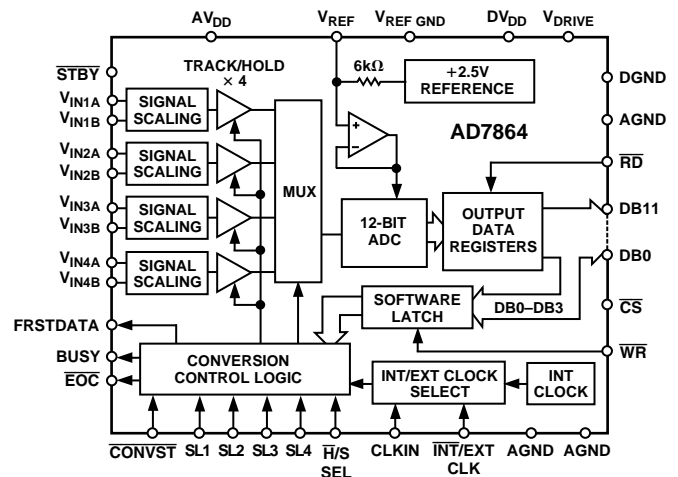 AVDD
VREF
VREF GND
DVDD
VDRIVE
STBY
TRACK/HOLD
× 4
6kΩ
+2.5V
REFERENCE
DGND
VIN1A
VIN1B
SIGNAL
SCALING
AGND
AD7864
VIN2A
VIN2B
SIGNAL
SCALING
+
−
RD
MUX
VIN3A
VIN3B
SIGNAL
SCALING
12-BIT
ADC
OUTPUT
DATA
REGISTERS
DB11
DB0
VIN4A
VIN4B
SIGNAL
SCALING
SOFTWARE
LATCH
DB0–DB3
CS
FRSTDATA
BUSY
EOC
CONVERSION
CONTROL LOGIC
WR
INT/EXT CLOCK
SELECT
INT
CLOCK
CONVST
SL1
SL2
SL3
SL4
H/S
SEL
CLKIN
INT/EXT
CLK
AGND
AGND